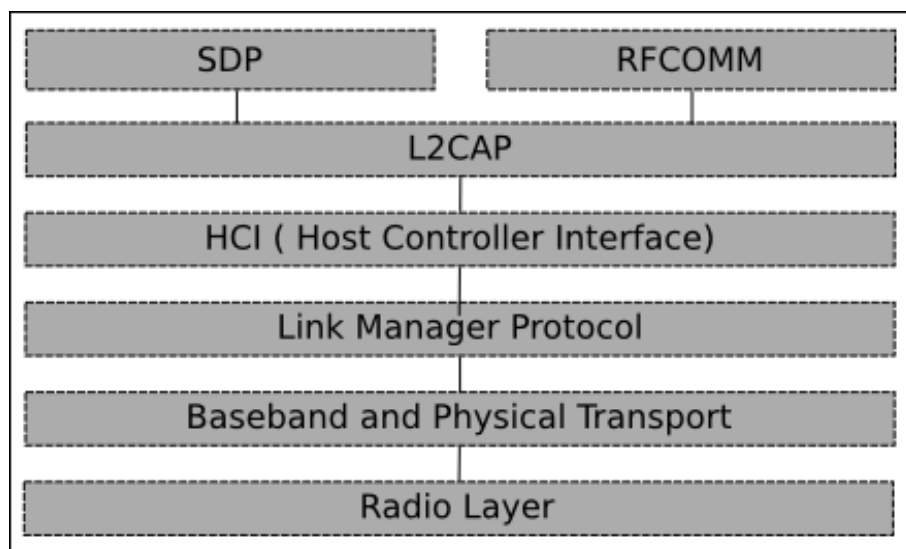 SDP
RFCOMM
L2CAP
HCI ( Host Controller Interface)
Link Manager Protocol
Baseband and Physical Transport
Radio Layer